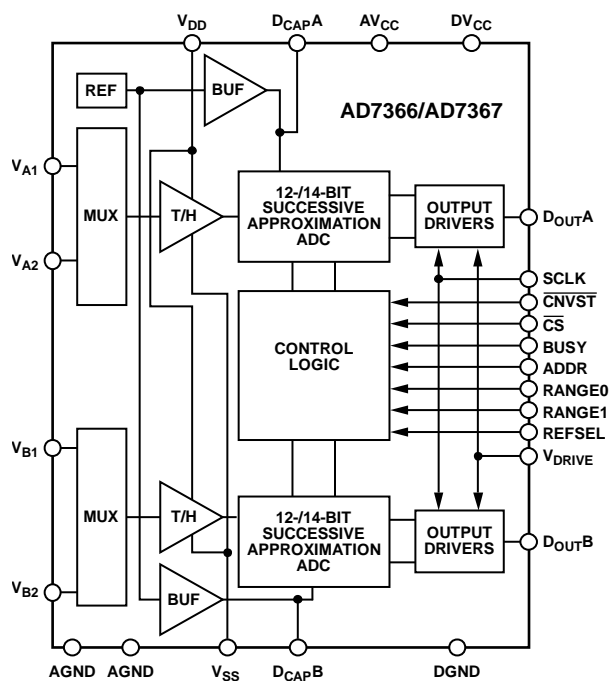 VDD DCAPA AVCC DVCC
REF
BUF
AD7366/AD7367
VA1
MUX
T/H
12-/14-BIT
SUCCESSIVE
APPROXIMATION
ADC
OUTPUT
DRIVERS
DOUTA
VA2
SCLK
CNVST
CS
CONTROL
LOGIC
BUSY
ADDR
RANGE0
RANGE1
REFSEL
VDRIVE
VB1
MUX
T/H
12-/14-BIT
SUCCESSIVE
APPROXIMATION
ADC
OUTPUT
DRIVERS
DOUTB
VB2
BUF
AGND AGND VSS DCAPB DGND